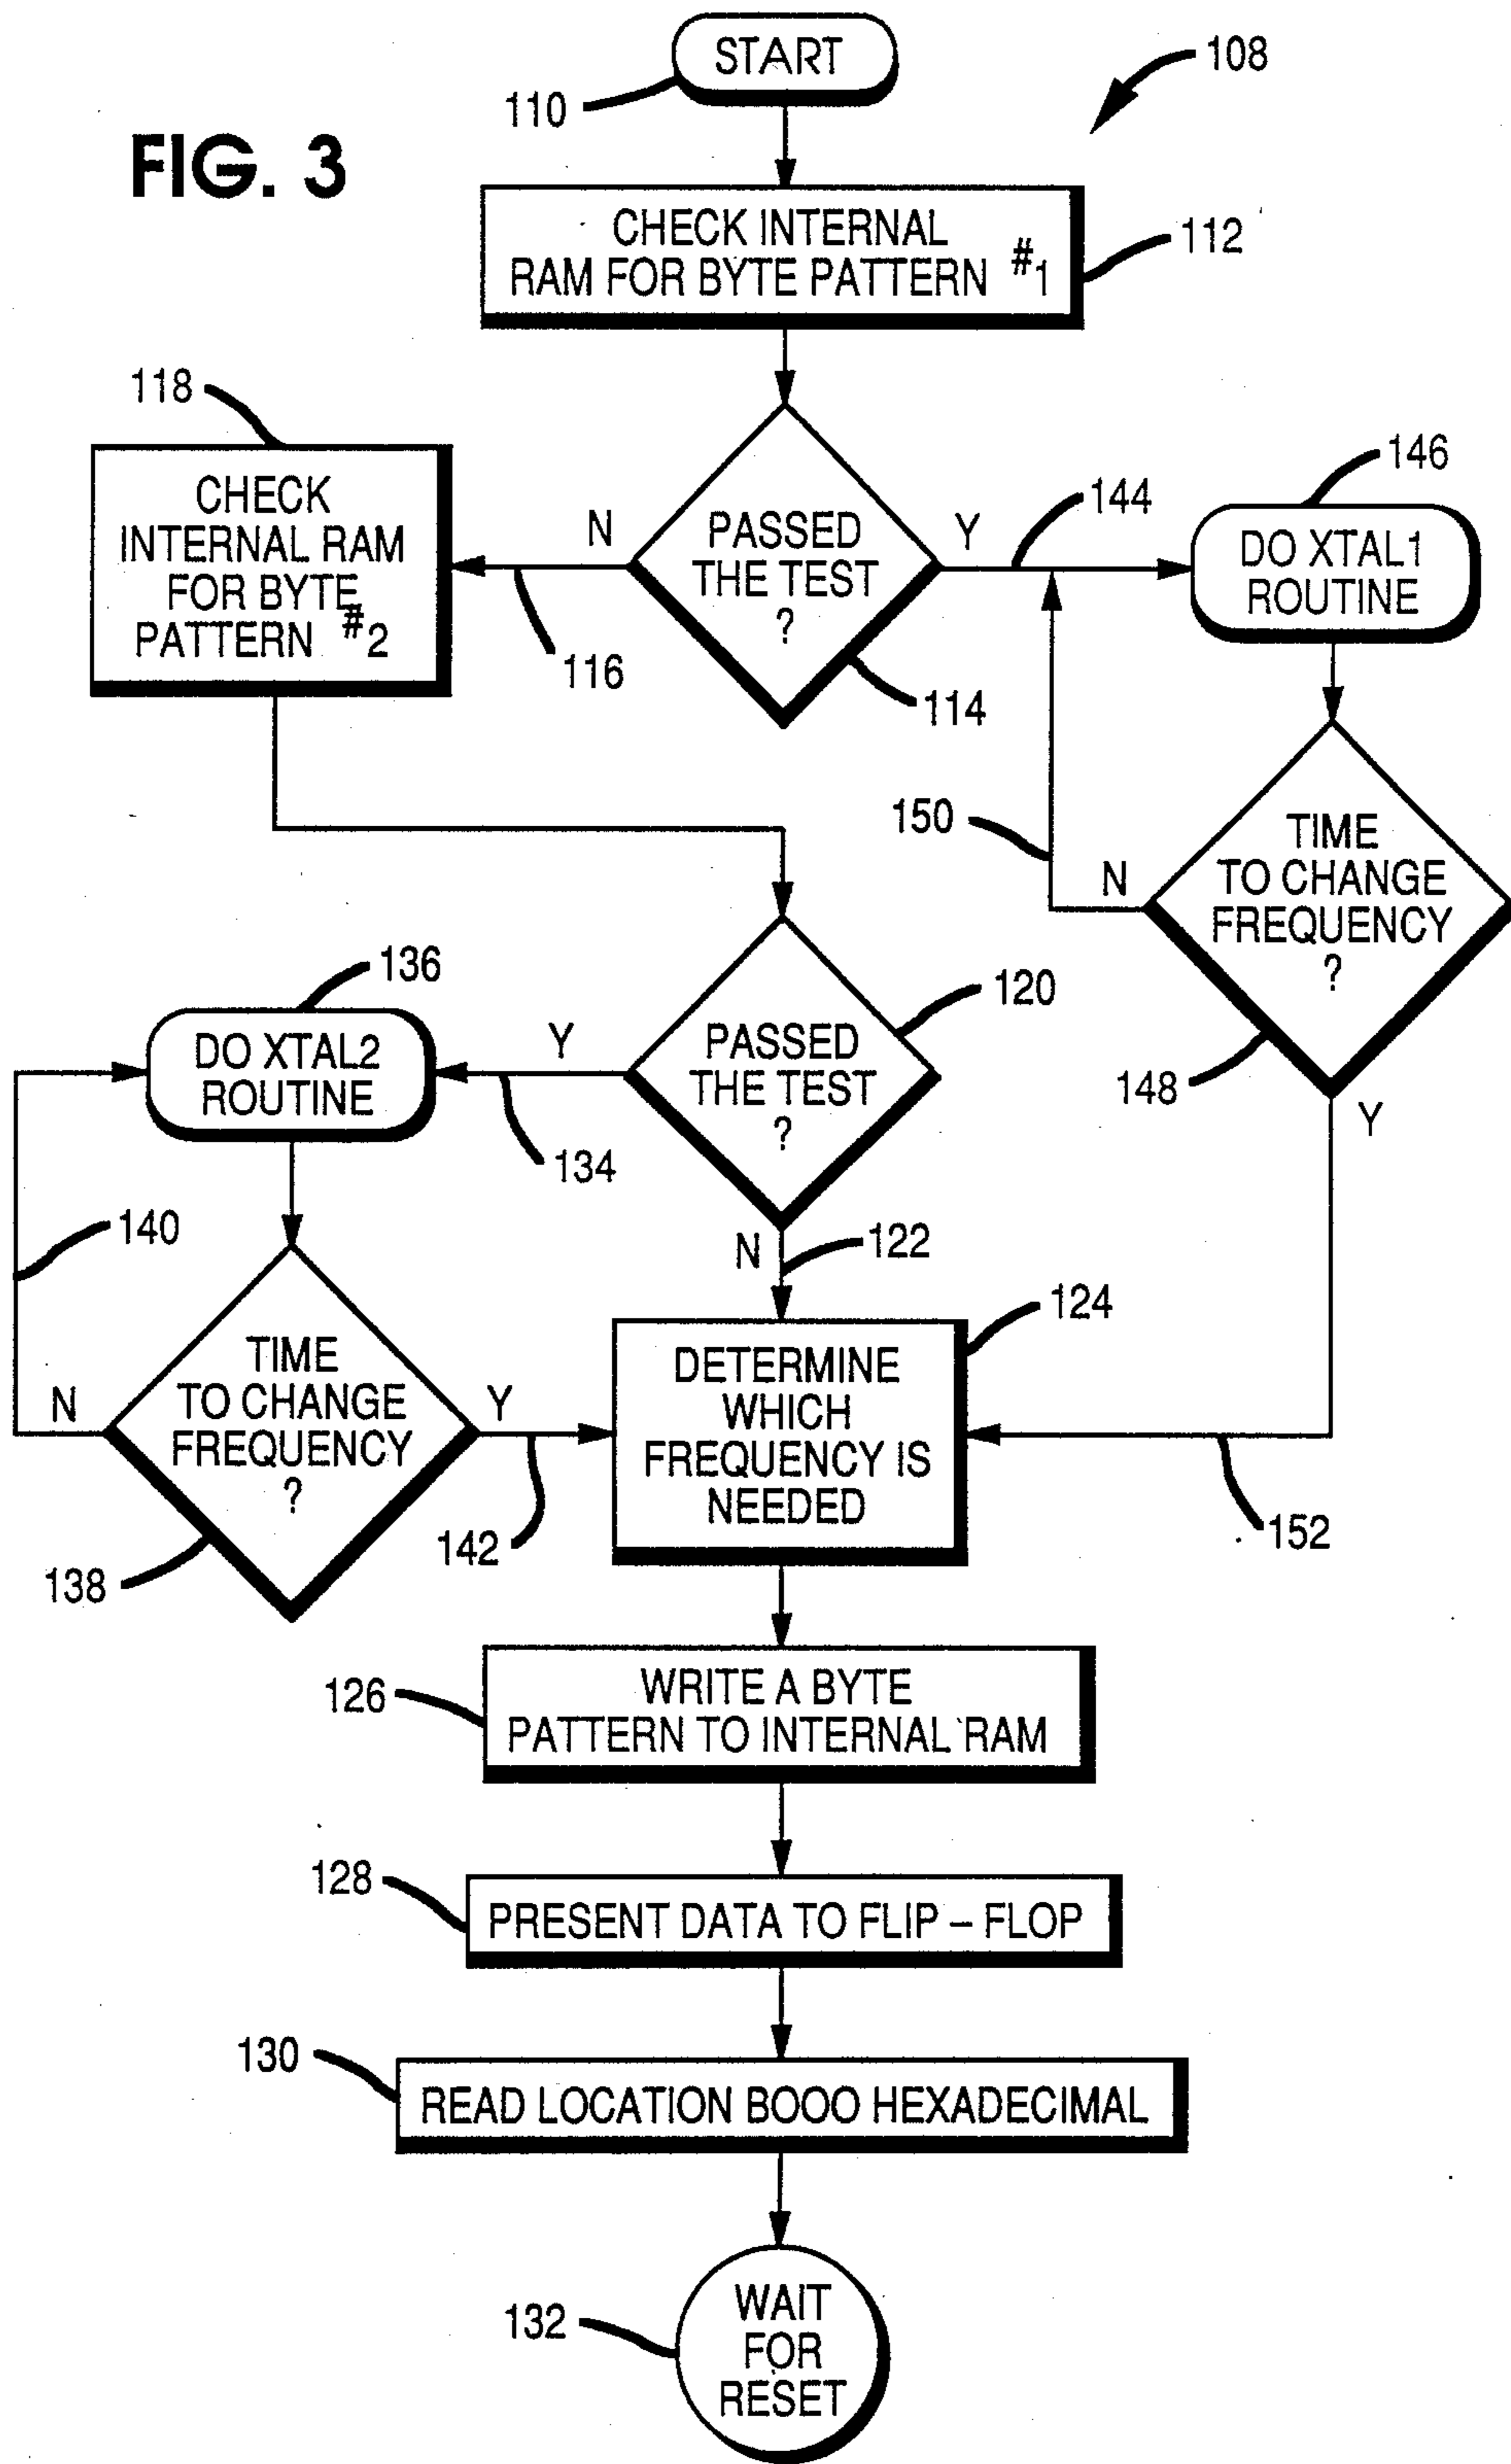 START
108
110
FIG. 3
CHECK INTERNAL
RAM FOR BYTE PATTERN #1
112
118
CHECK
INTERNAL RAM
FOR BYTE
PATTERN #2
N
116
PASSED
THE TEST
?
114
Y
144
146
DO XTAL1
ROUTINE
150
N
TIME
TO CHANGE
FREQUENCY
?
148
Y
136
DO XTAL2
ROUTINE
Y
134
PASSED
THE TEST
?
120
N
122
140
N
TIME
TO CHANGE
FREQUENCY
?
138
Y
142
124
DETERMINE
WHICH
FREQUENCY IS
NEEDED
152
126
WRITE A BYTE
PATTERN TO INTERNAL RAM
128
PRESENT DATA TO FLIP – FLOP
130
READ LOCATION BOOO HEXADECIMAL
132
WAIT
FOR
RESET